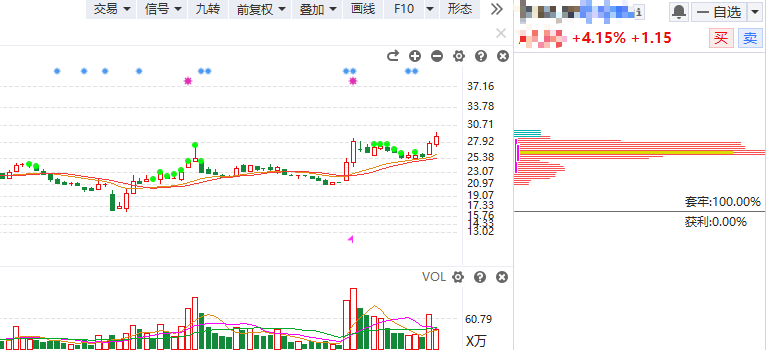 交易 信号 九转 前复权 叠加 画线 F10 形态
一 自选
+4.15% +1.15 买 卖
37.16
33.78
30.71
27.92
25.38
23.07
20.97
19.07
17.33
15.76
14.33
13.02
套牢:100.00%
获利:0.00%
VOL
60.79
X万